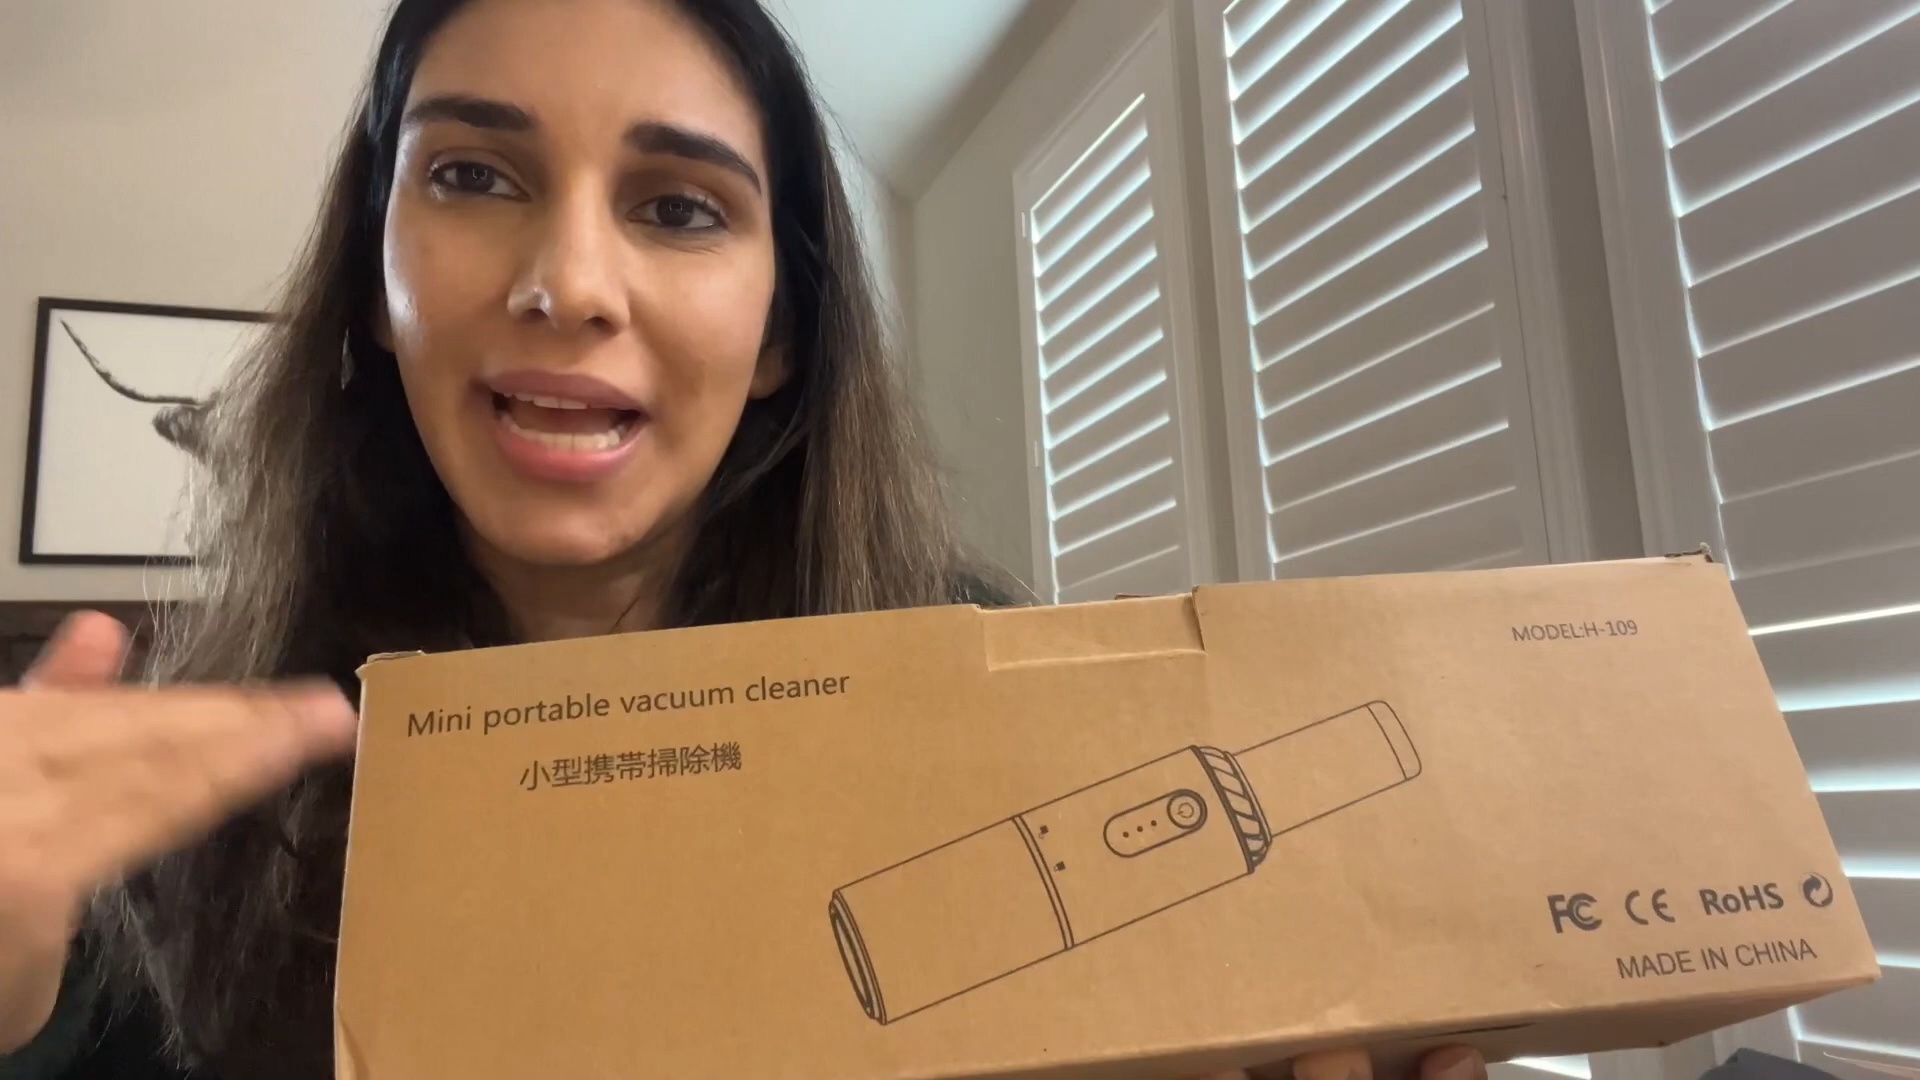 MODEL:H-109
Mini portable vacuum cleaner
小型携帯掃除機
FC CE RoHS
MADE IN CHINA